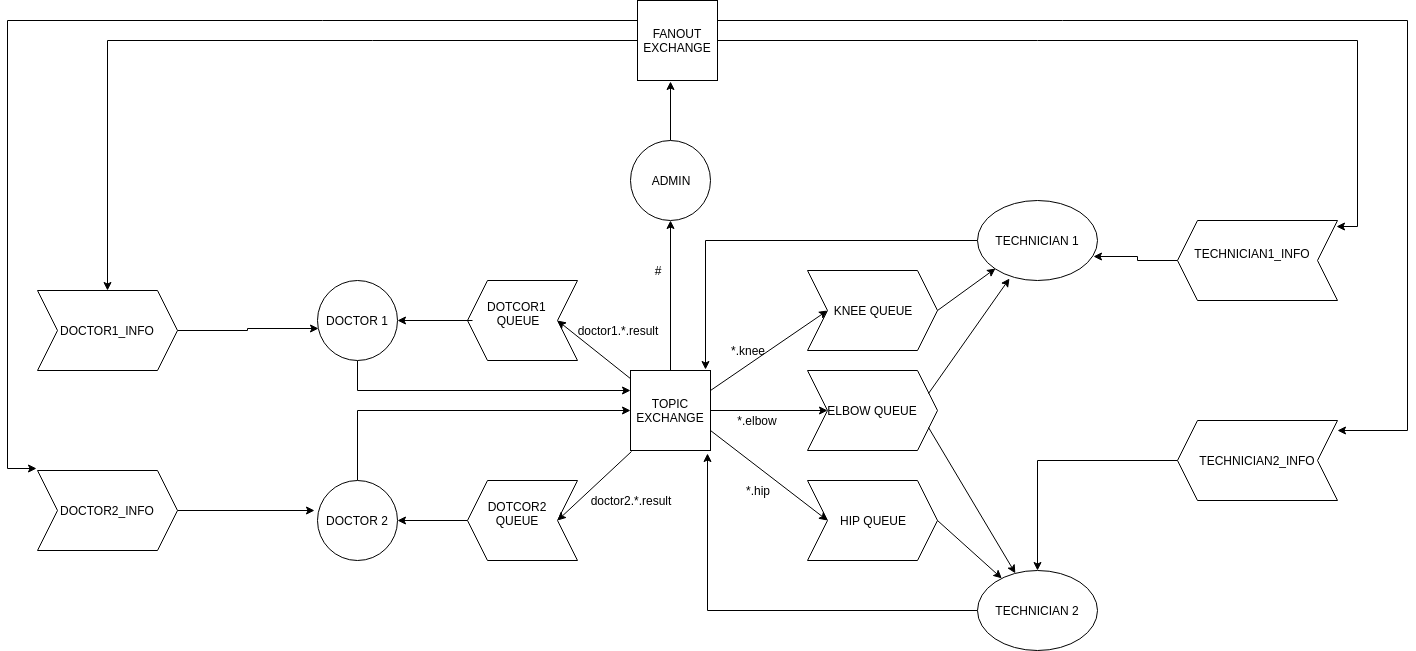 FANOUT
EXCHANGE
ADMIN
#
TECHNICIAN 1
TECHNICIAN1_INFO
DOCTOR1_INFO
DOCTOR 1
DOTCOR1
QUEUE
doctor1.*.result
*.knee
KNEE QUEUE
TOPIC
EXCHANGE
*.elbow
ELBOW QUEUE
TECHNICIAN2_INFO
DOCTOR2_INFO
DOCTOR 2
DOTCOR2
QUEUE
doctor2.*.result
*.hip
HIP QUEUE
TECHNICIAN 2